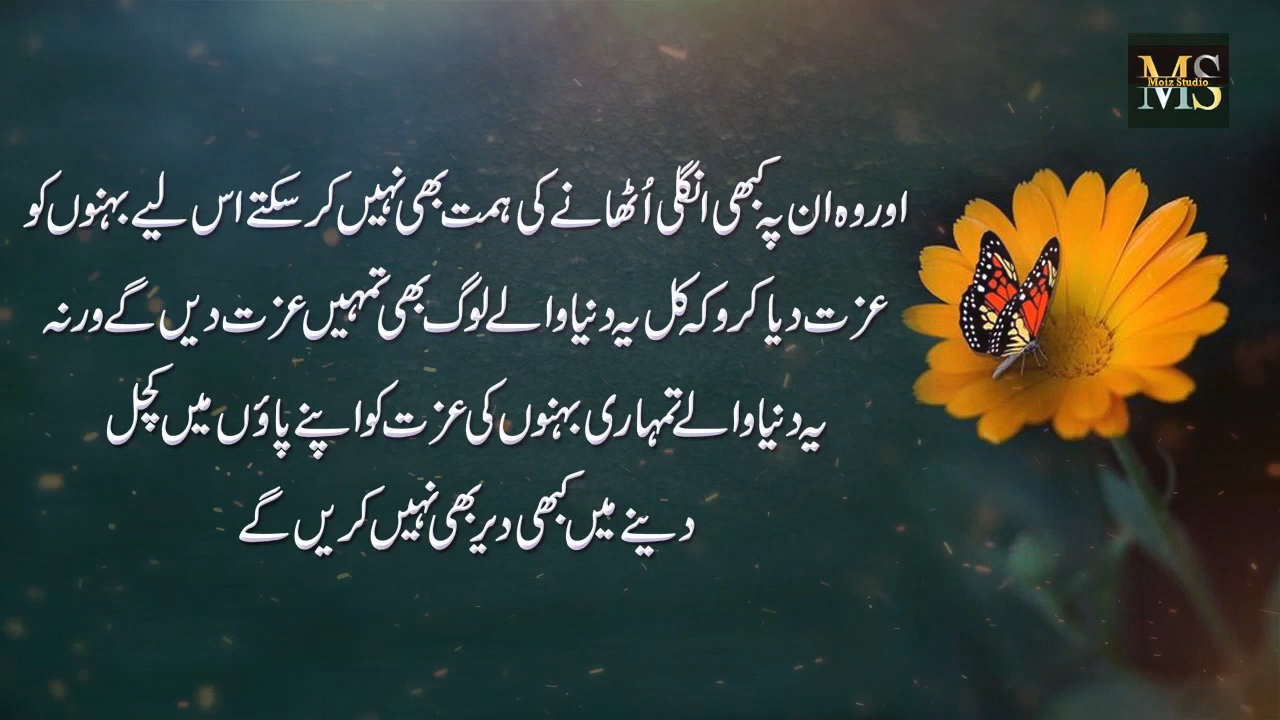 MS
Moiz Studio
اور وہ ان پہ کبھی انگلی اُٹھانے کی ہمت بھی نہیں کر سکتے اس لیے بہنوں کو
عزت دیا کرو کہ کل یہ دنیا والے لوگ بھی تمہیں عزت دیں گے ورنہ
یہ دنیا والے تمہاری بہنوں کی عزت کو اپنے پاؤں میں کچل
دینے میں کبھی دیر بھی نہیں کریں گے